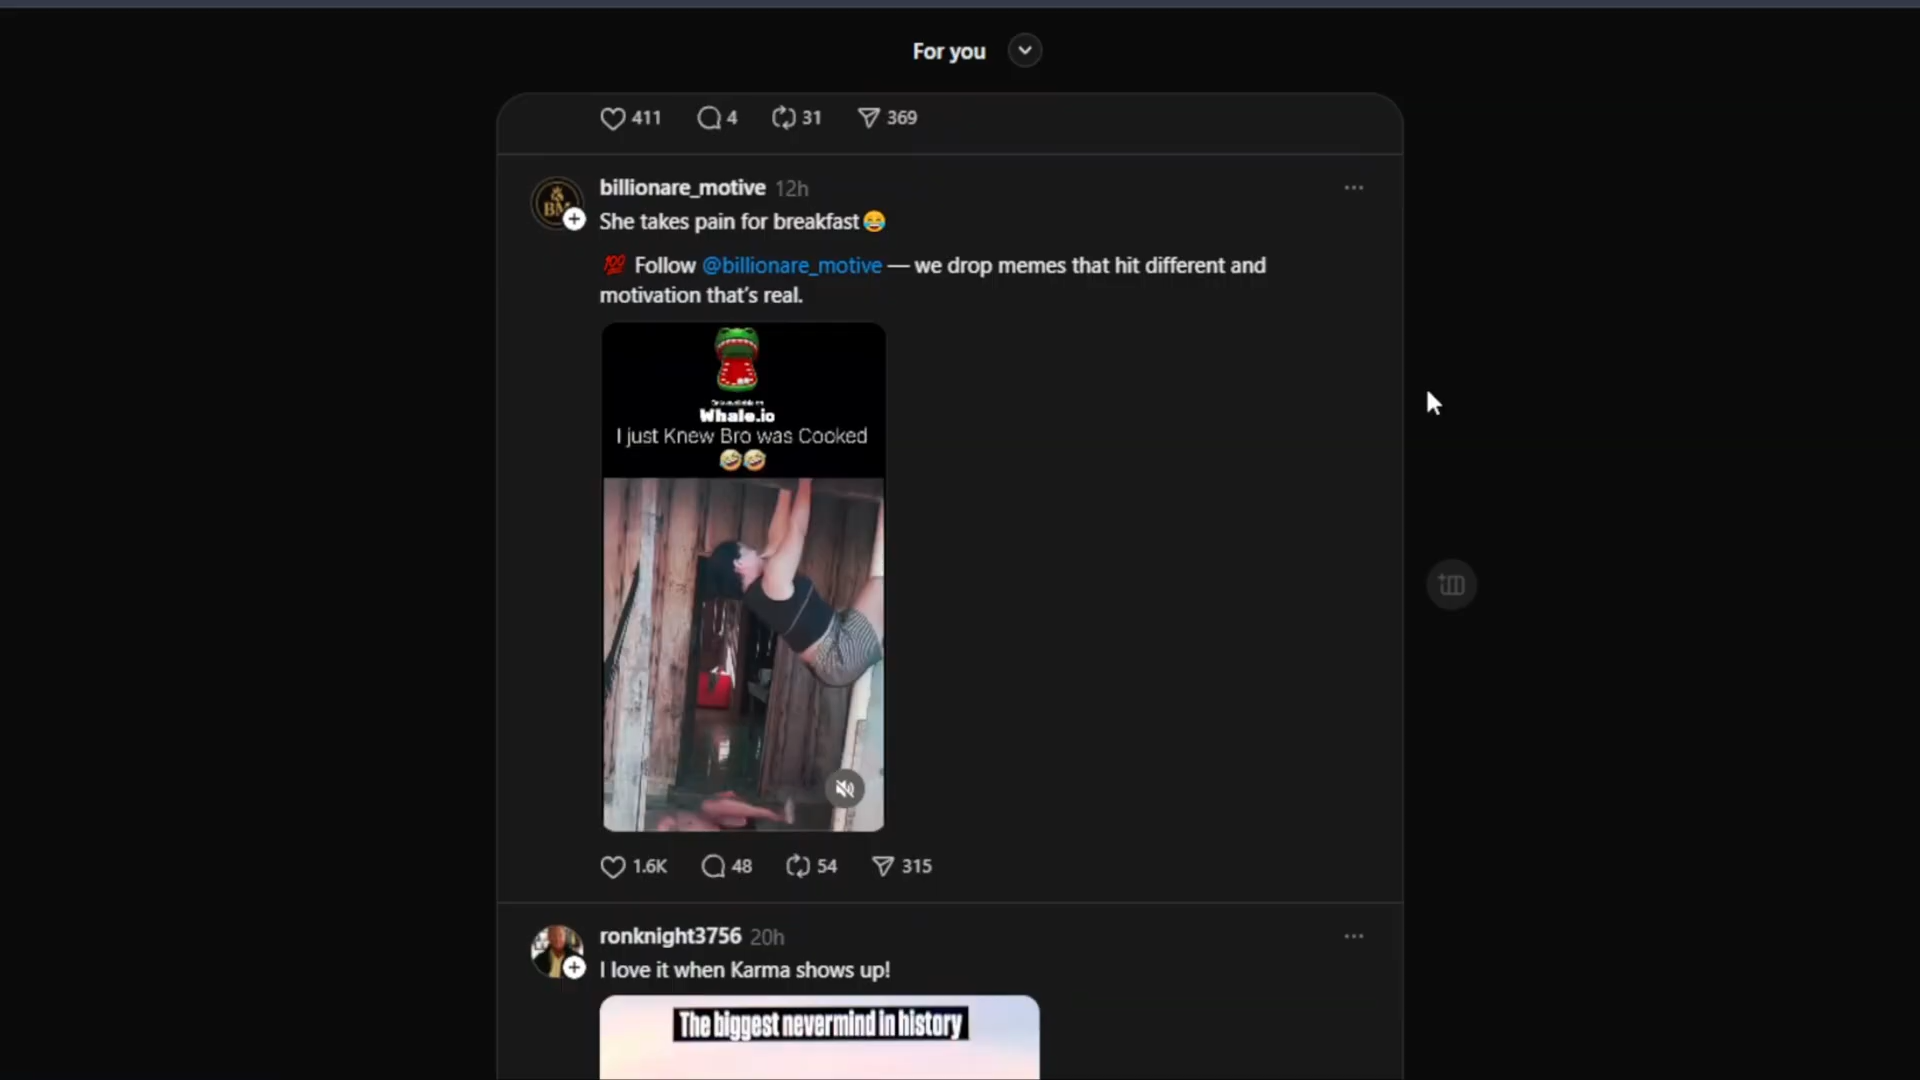 For you
411 4 31 369
billionare_motive 12h
She takes pain for breakfast😂
💯 Follow @billionare_motive — we drop memes that hit different and
motivation that’s real.
Whale.io
I just Knew Bro was Cooked
🤣🤣
1.6K 48 54 315
ronknight3756 20h
I love it when Karma shows up!
The biggest nevermind in history
BM